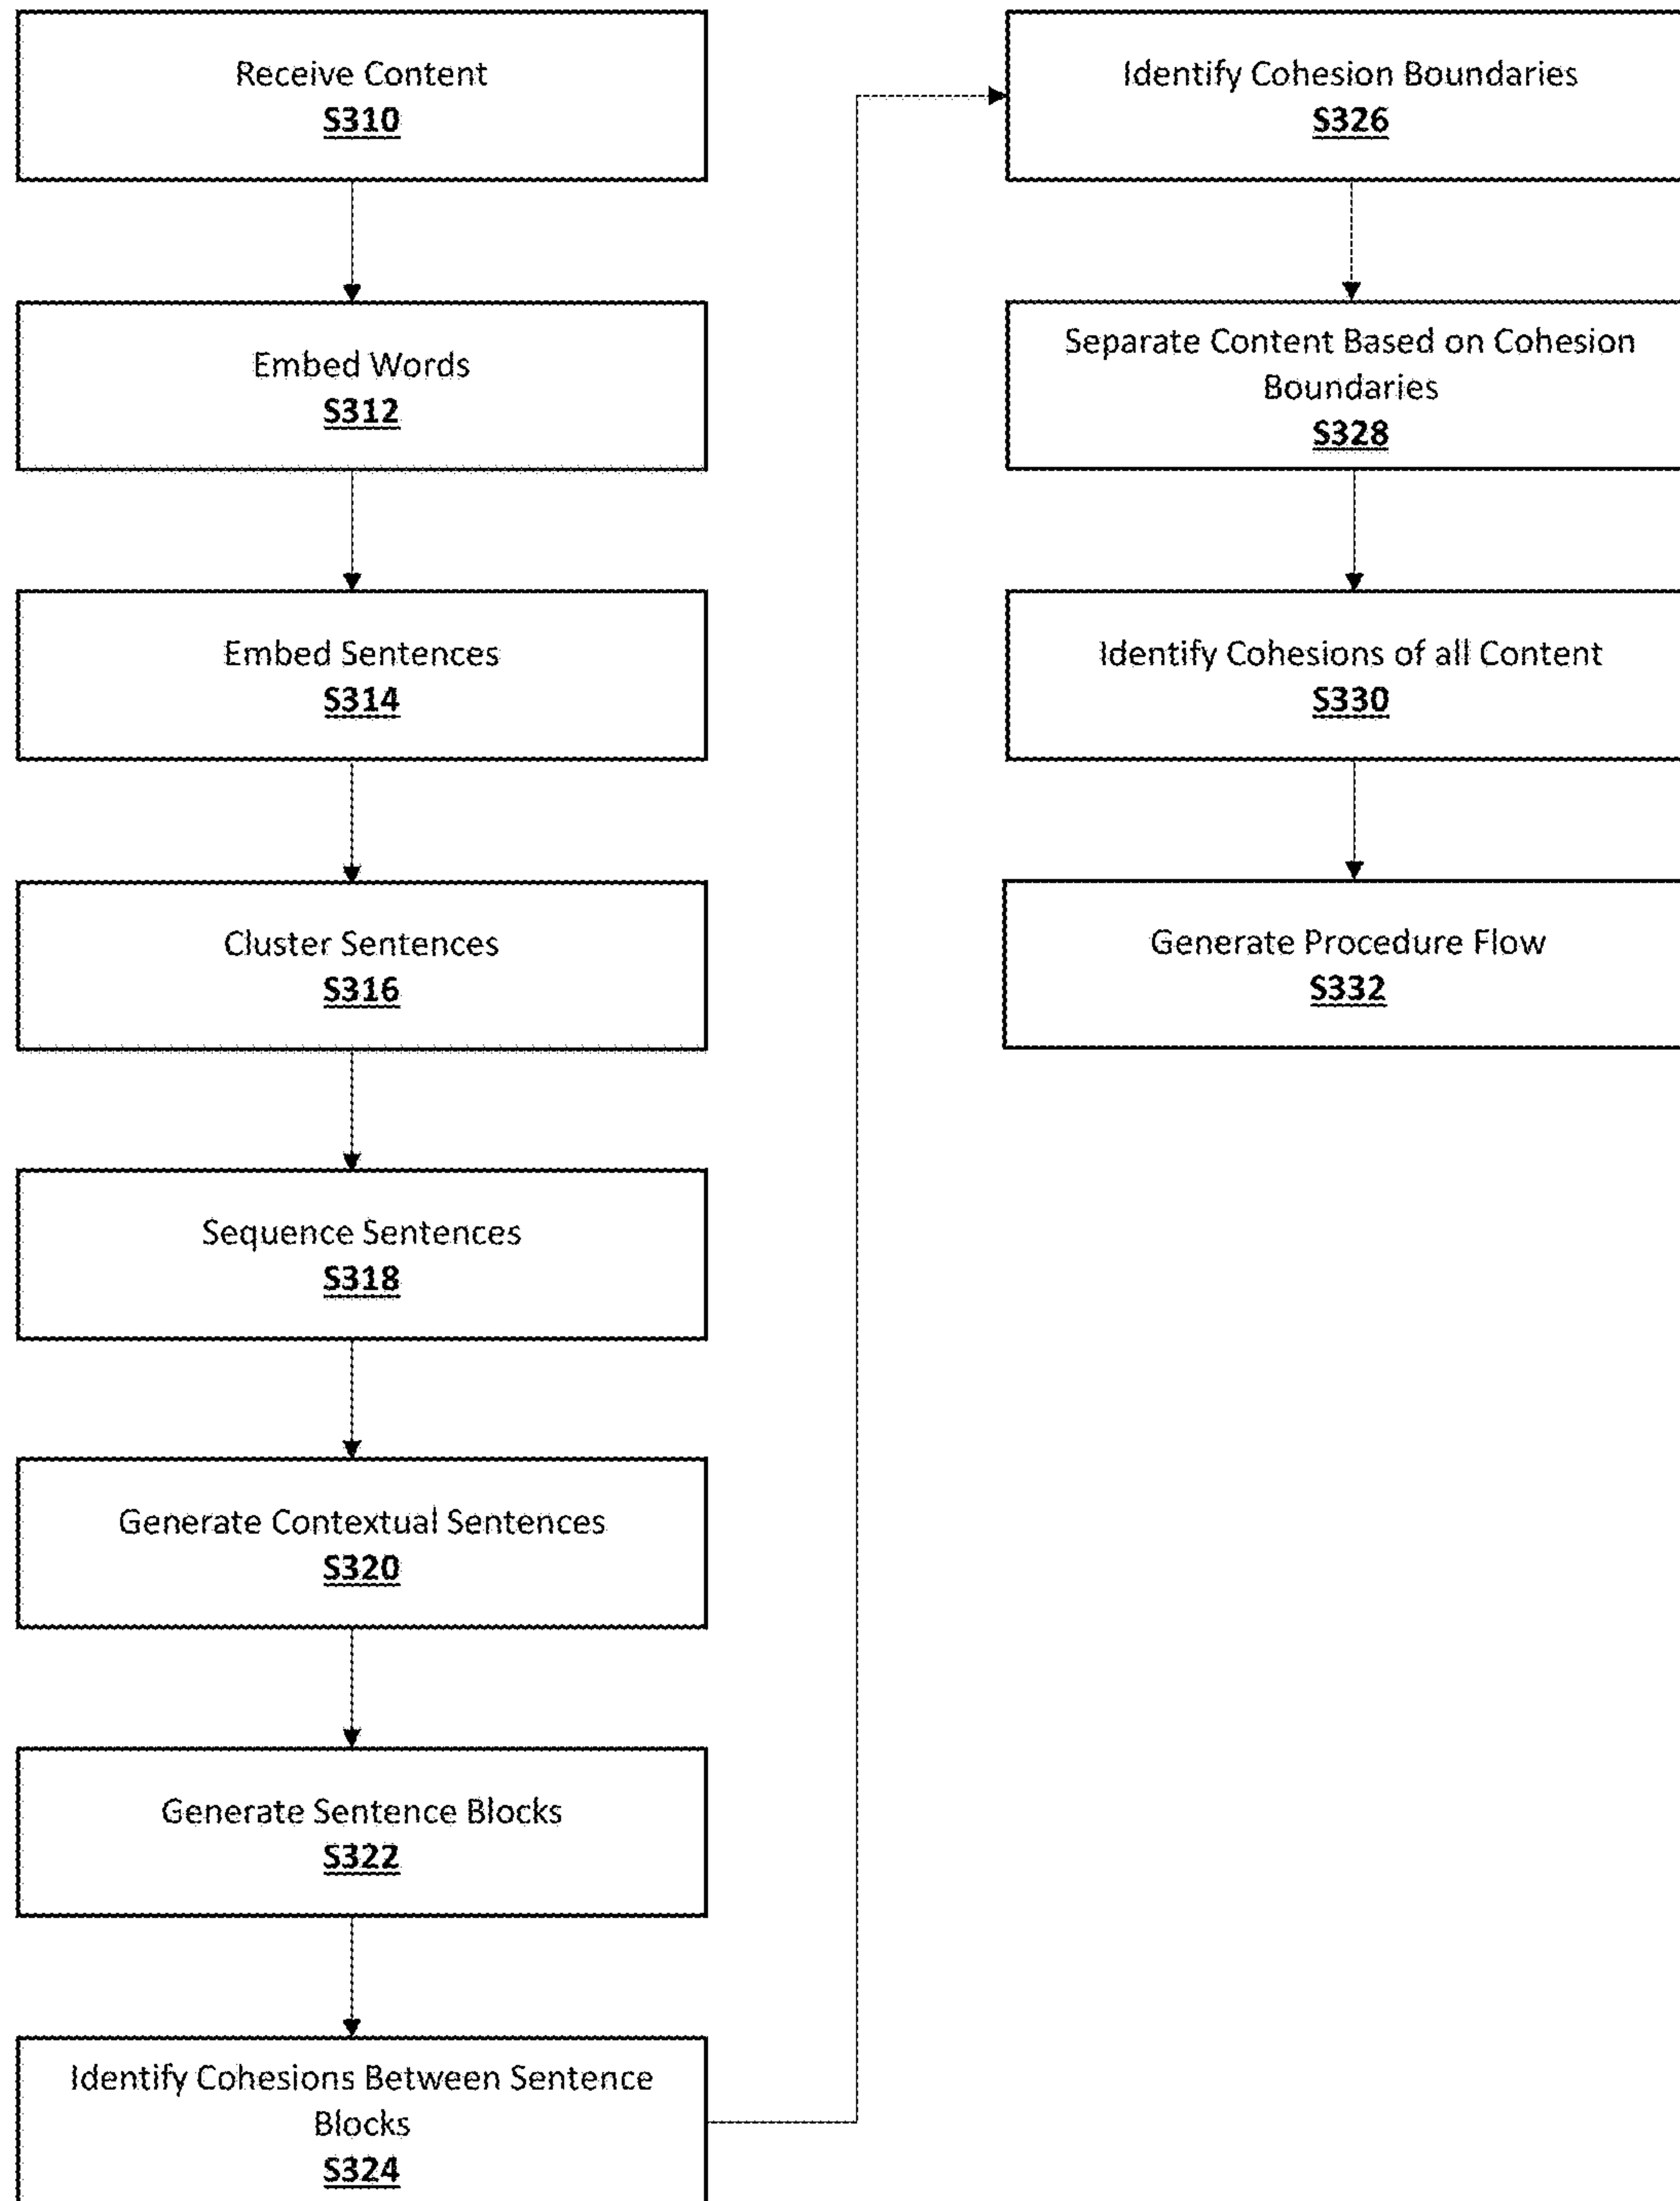 Receive Content
S310
Embed Words
S312
Embed Sentences
S314
Cluster Sentences
S316
Sequence Sentences
S318
Generate Contextual Sentences
S320
Generate Sentence Blocks
S322
Identify Cohesions Between Sentence
Blocks
S324
Identify Cohesion Boundaries
S326
Separate Content Based on Cohesion
Boundaries
S328
Identify Cohesions of all Content
S330
Generate Procedure Flow
S332